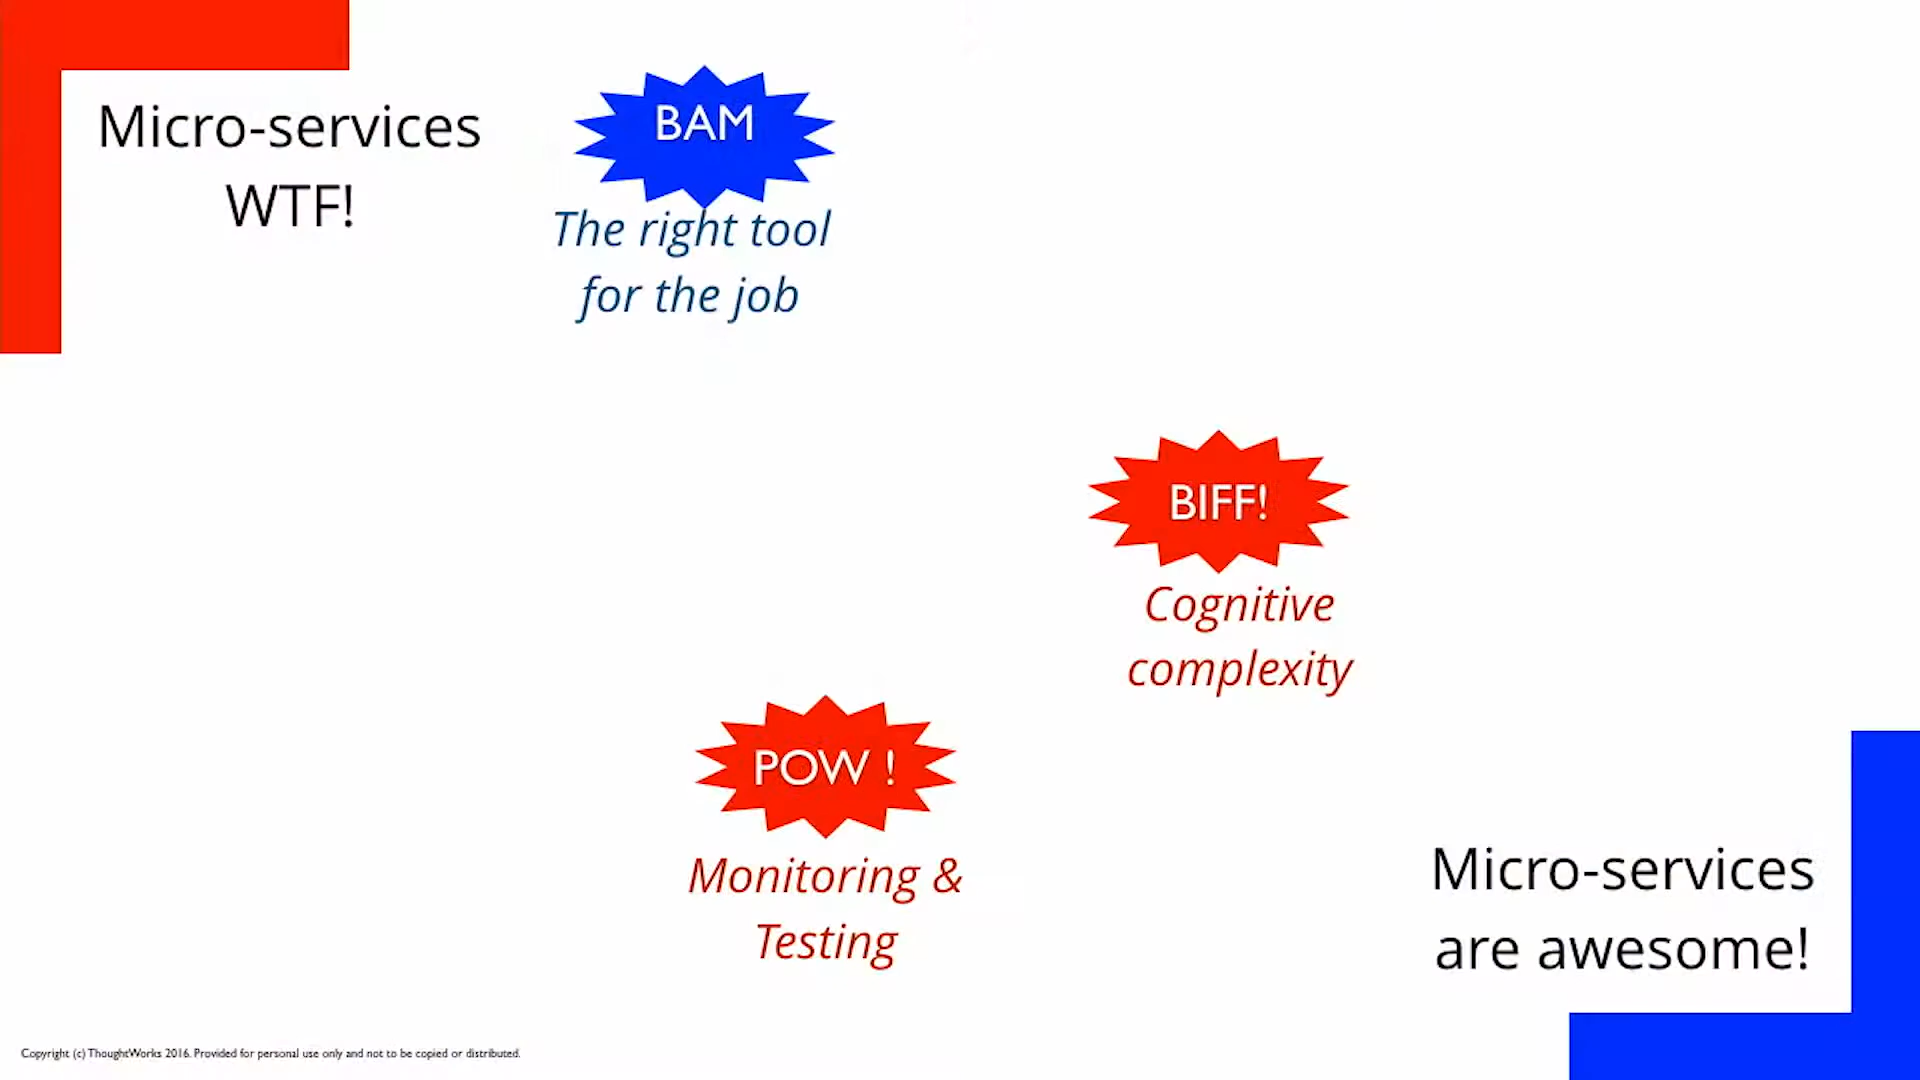 Micro-services
WTF!
BAM
The right tool
for the job
BIFF!
Cognitive
complexity
POW !
Monitoring &
Testing
Micro-services
are awesome!
Copyright (c) ThoughtWorks 2016. Provided for personal use only and not to be copied or distributed.